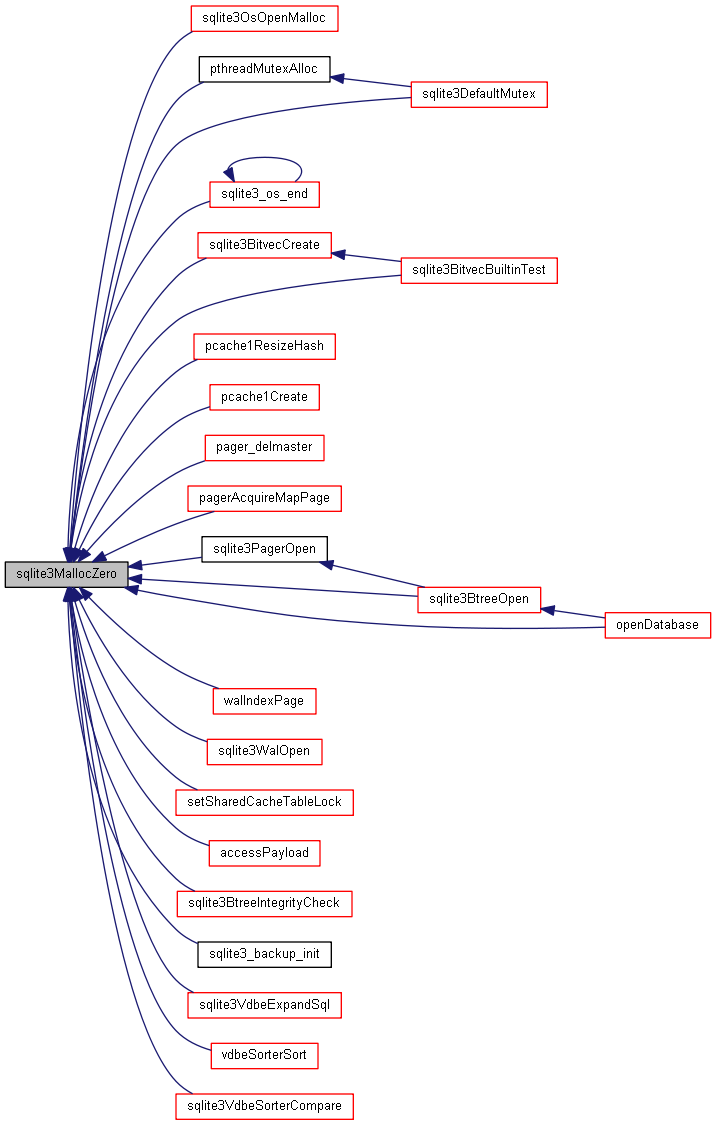 sqlite3OsOpenMalloc
pthreadMutexAlloc
sqlite3DefaultMutex
sqlite3_os_end
sqlite3BitvecCreate
sqlite3BitvecBuiltinTest
pcache1ResizeHash
pcache1Create
pager_delmaster
pagerAcquireMapPage
sqlite3PagerOpen
sqlite3MallocZero
sqlite3BtreeOpen
openDatabase
walIndexPage
sqlite3WalOpen
setSharedCacheTableLock
accessPayload
sqlite3BtreeIntegrityCheck
sqlite3_backup_init
sqlite3VdbeExpandSql
vdbeSorterSort
sqlite3VdbeSorterCompare